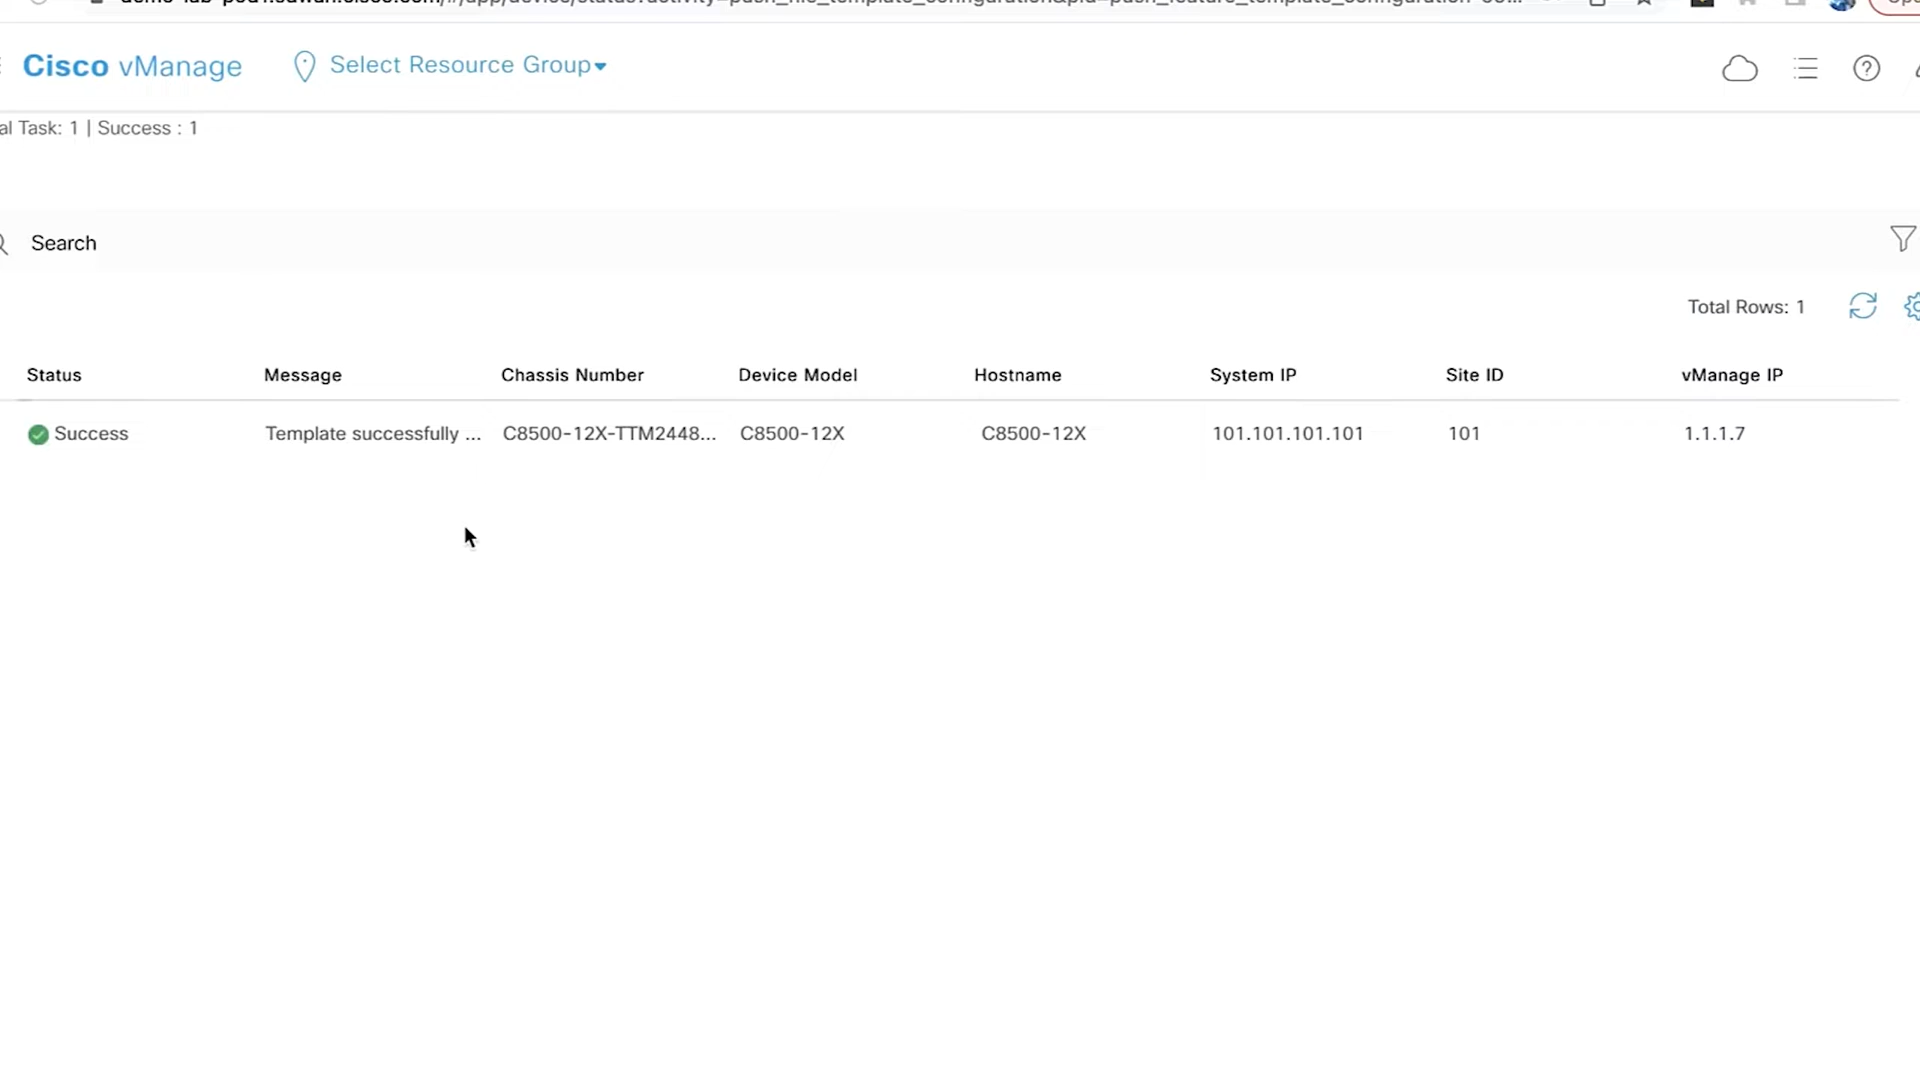 Cisco vManage
Select Resource Group
al Task: 1 | Success : 1
Search
Total Rows: 1
Status Message Chassis Number Device Model Hostname System IP Site ID vManage IP
Success Template successfully ... C8500-12X-TTM2448... C8500-12X C8500-12X 101.101.101.101 101 1.1.1.7